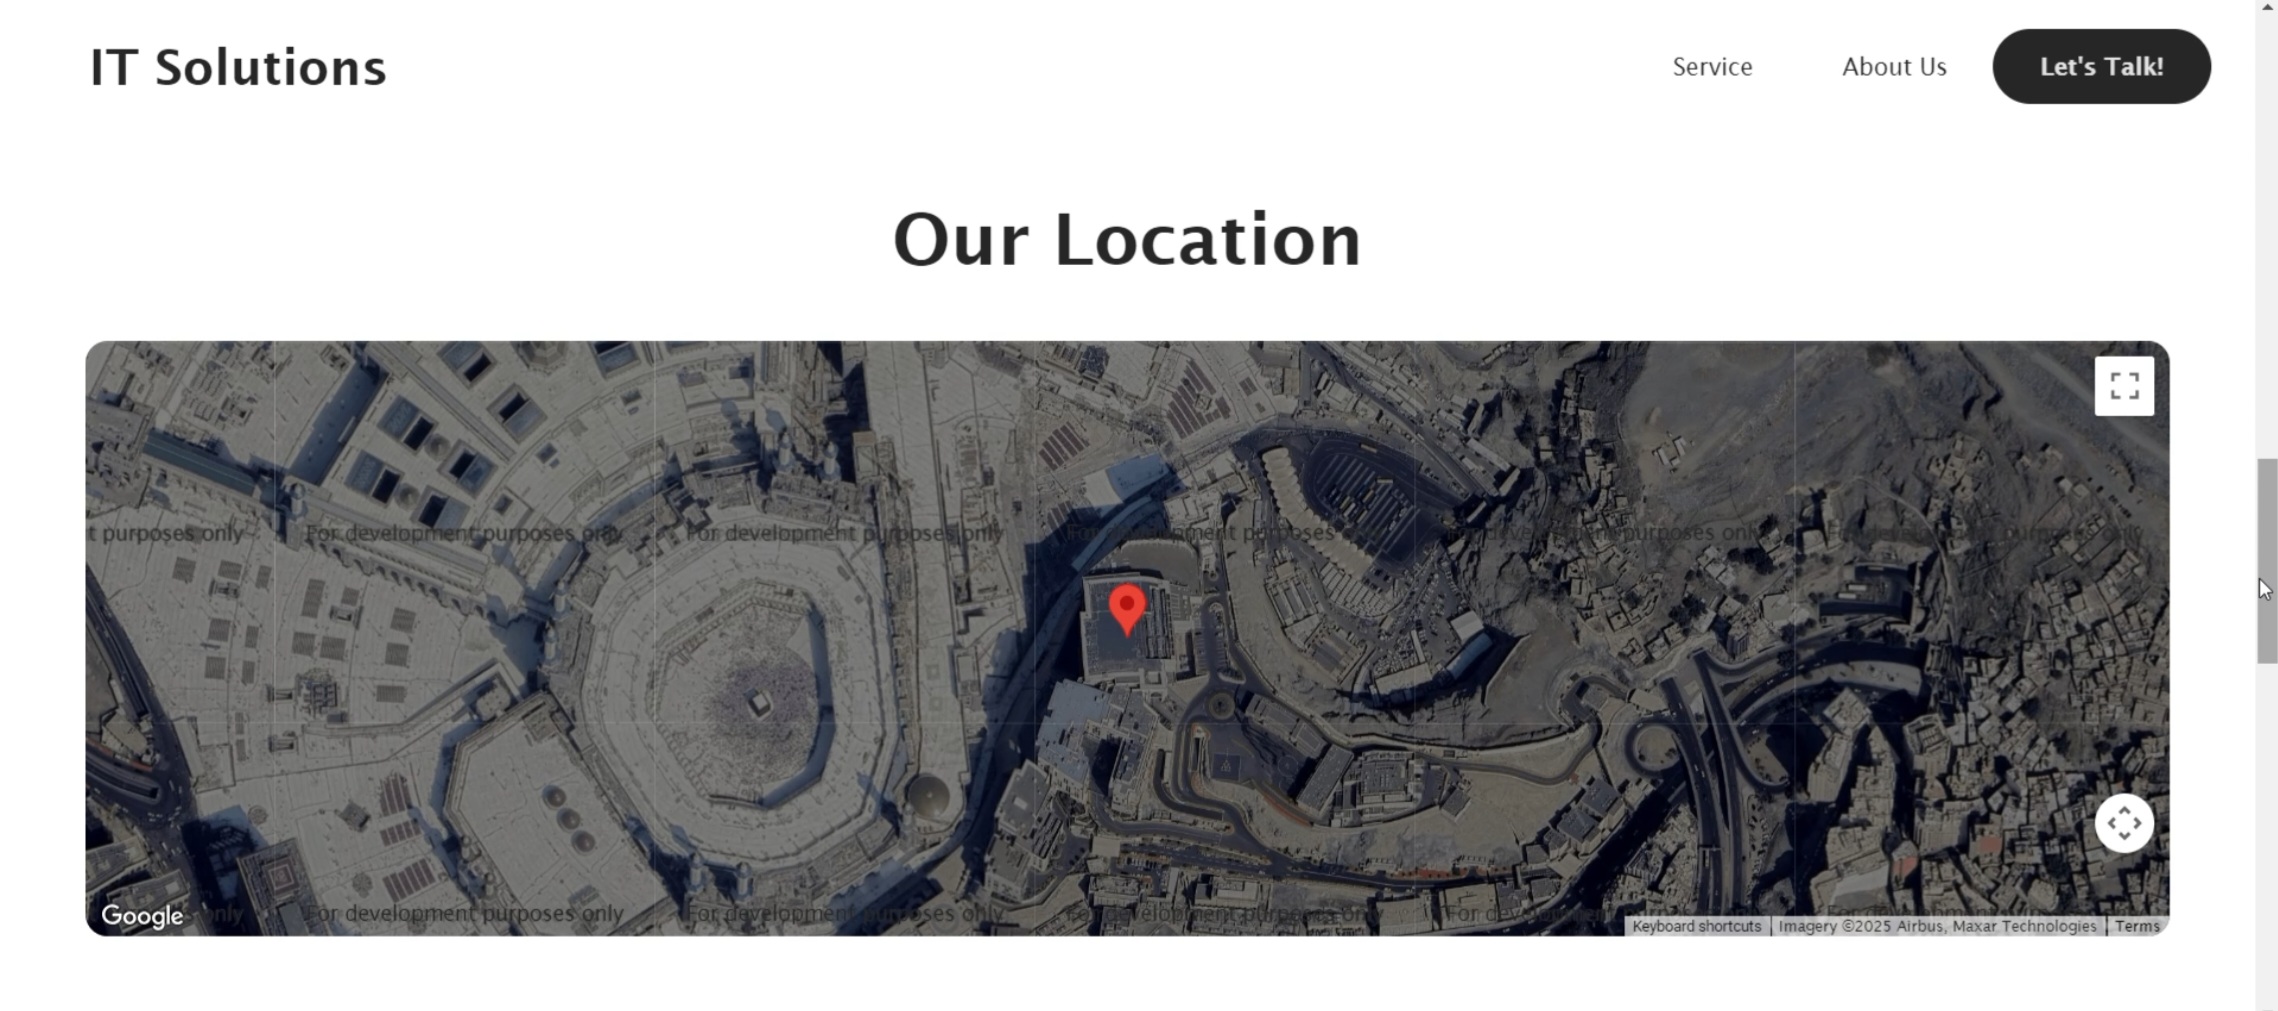 IT Solutions
Service
About Us
Let's Talk!
Our Location
t purposes only
For development purposes only
For development purposes only
For development purposes only
For development purposes only
For development purposes only
Google
only
For development purposes only
For development purposes only
For development purposes only
For development
Keyboard shortcuts
Imagery ©2025 Airbus, Maxar Technologies
Terms